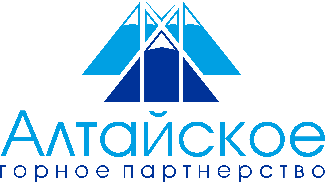 Алтайское
горное партнерство